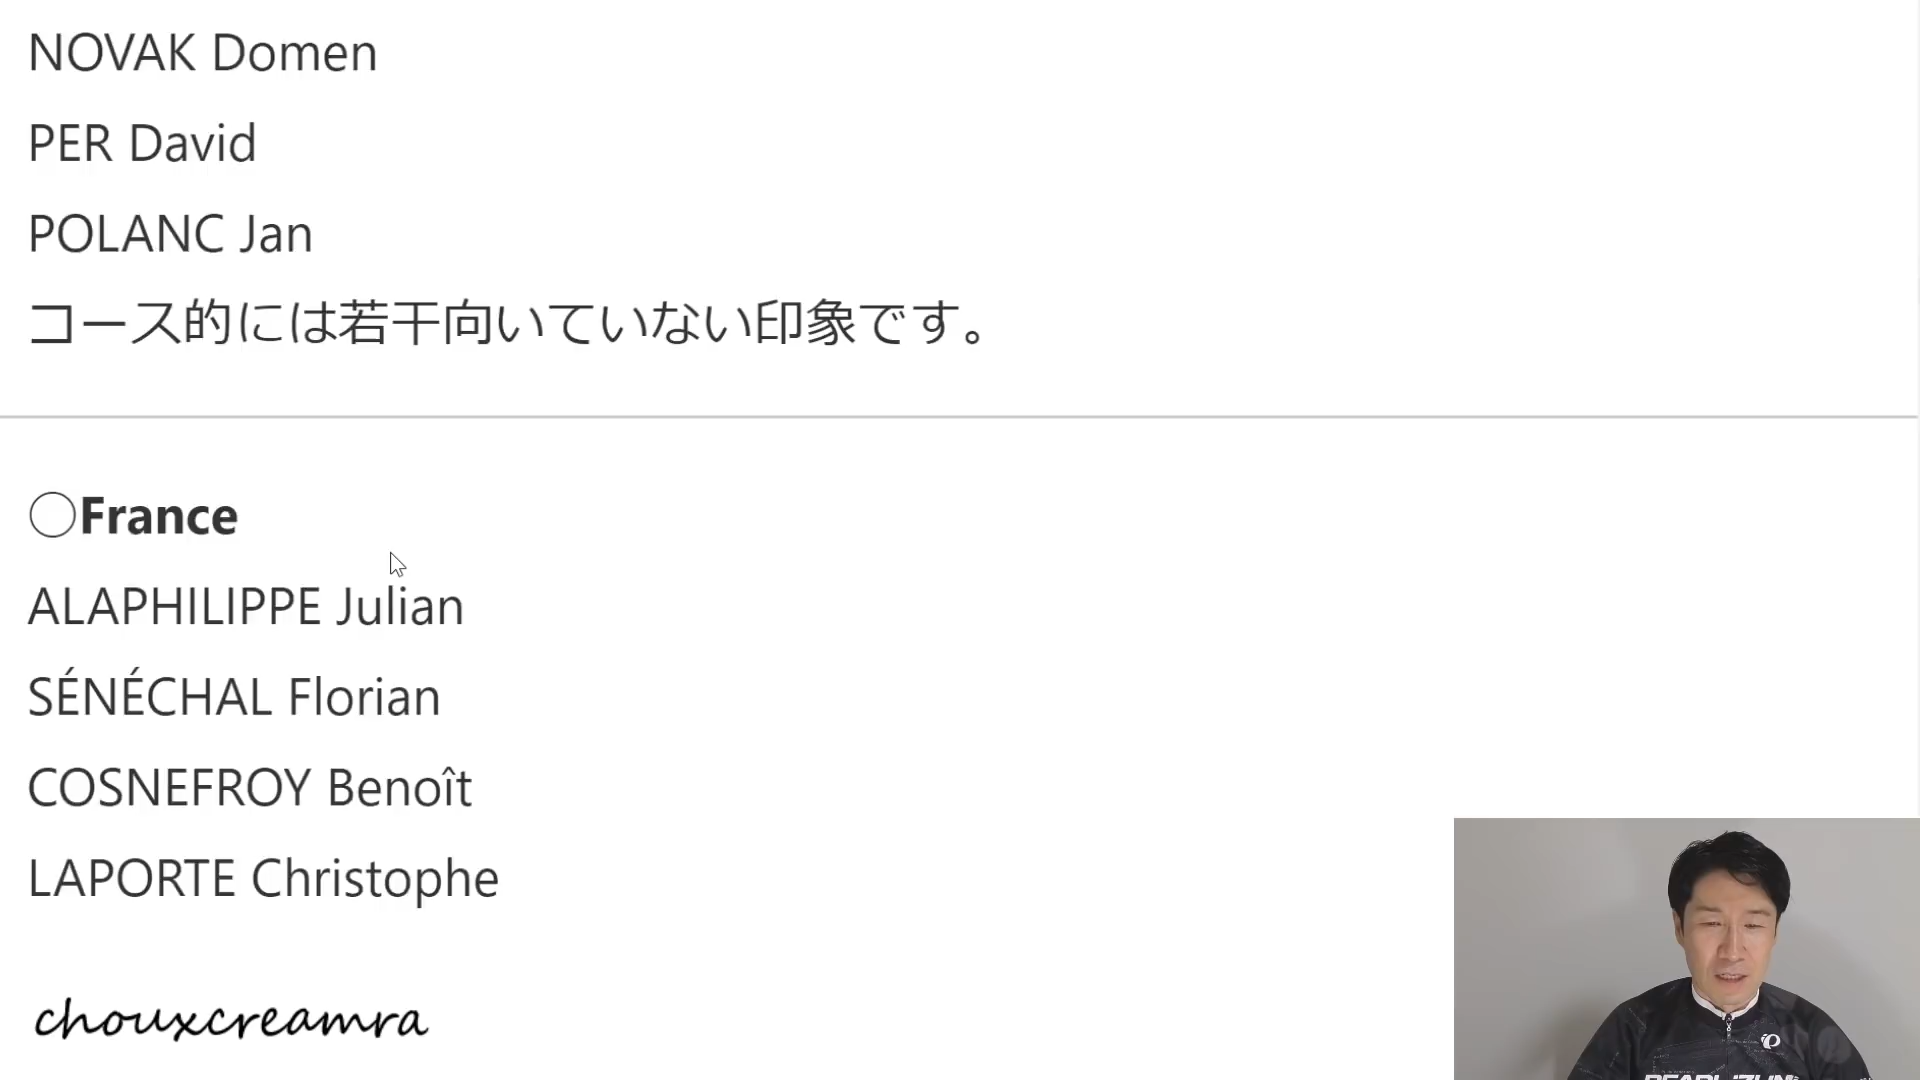 NOVAK Domen
PER David
POLANC Jan
コース的には若干向いていない印象です。
○France
ALAPHILIPPE Julian
SÉNÉCHAL Florian
COSNEFROY Benoît
LAPORTE Christophe
chouxcreamra